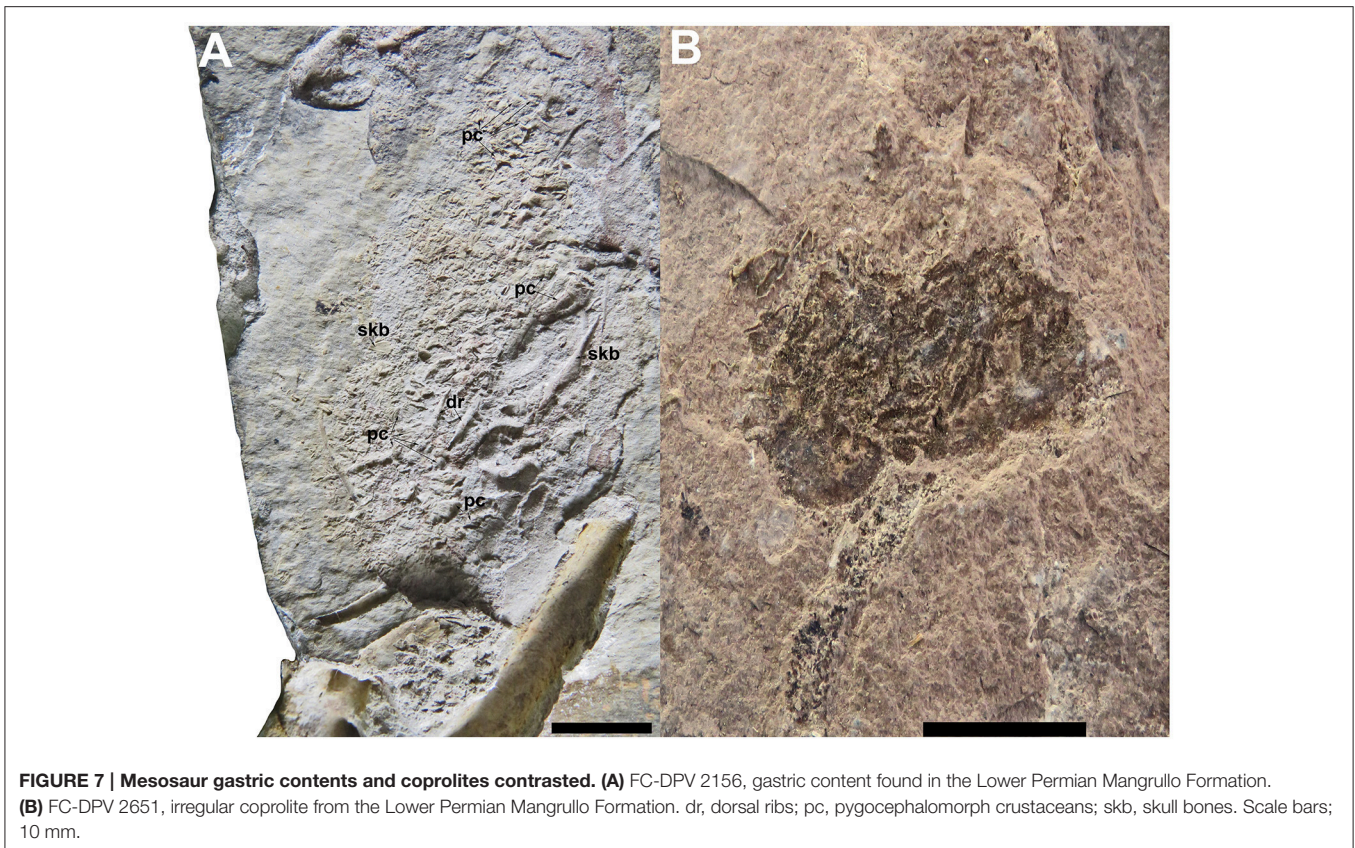 A
B
pc
pc
skb
skb
dr
pc
pc
FIGURE 7 | Mesosaur gastric contents and coprolites contrasted. (A) FC-DPV 2156, gastric content found in the Lower Permian Mangrullo Formation.
(B) FC-DPV 2651, irregular coprolite from the Lower Permian Mangrullo Formation. dr, dorsal ribs; pc, pygocephalomorph crustaceans; skb, skull bones. Scale bars;
10 mm.